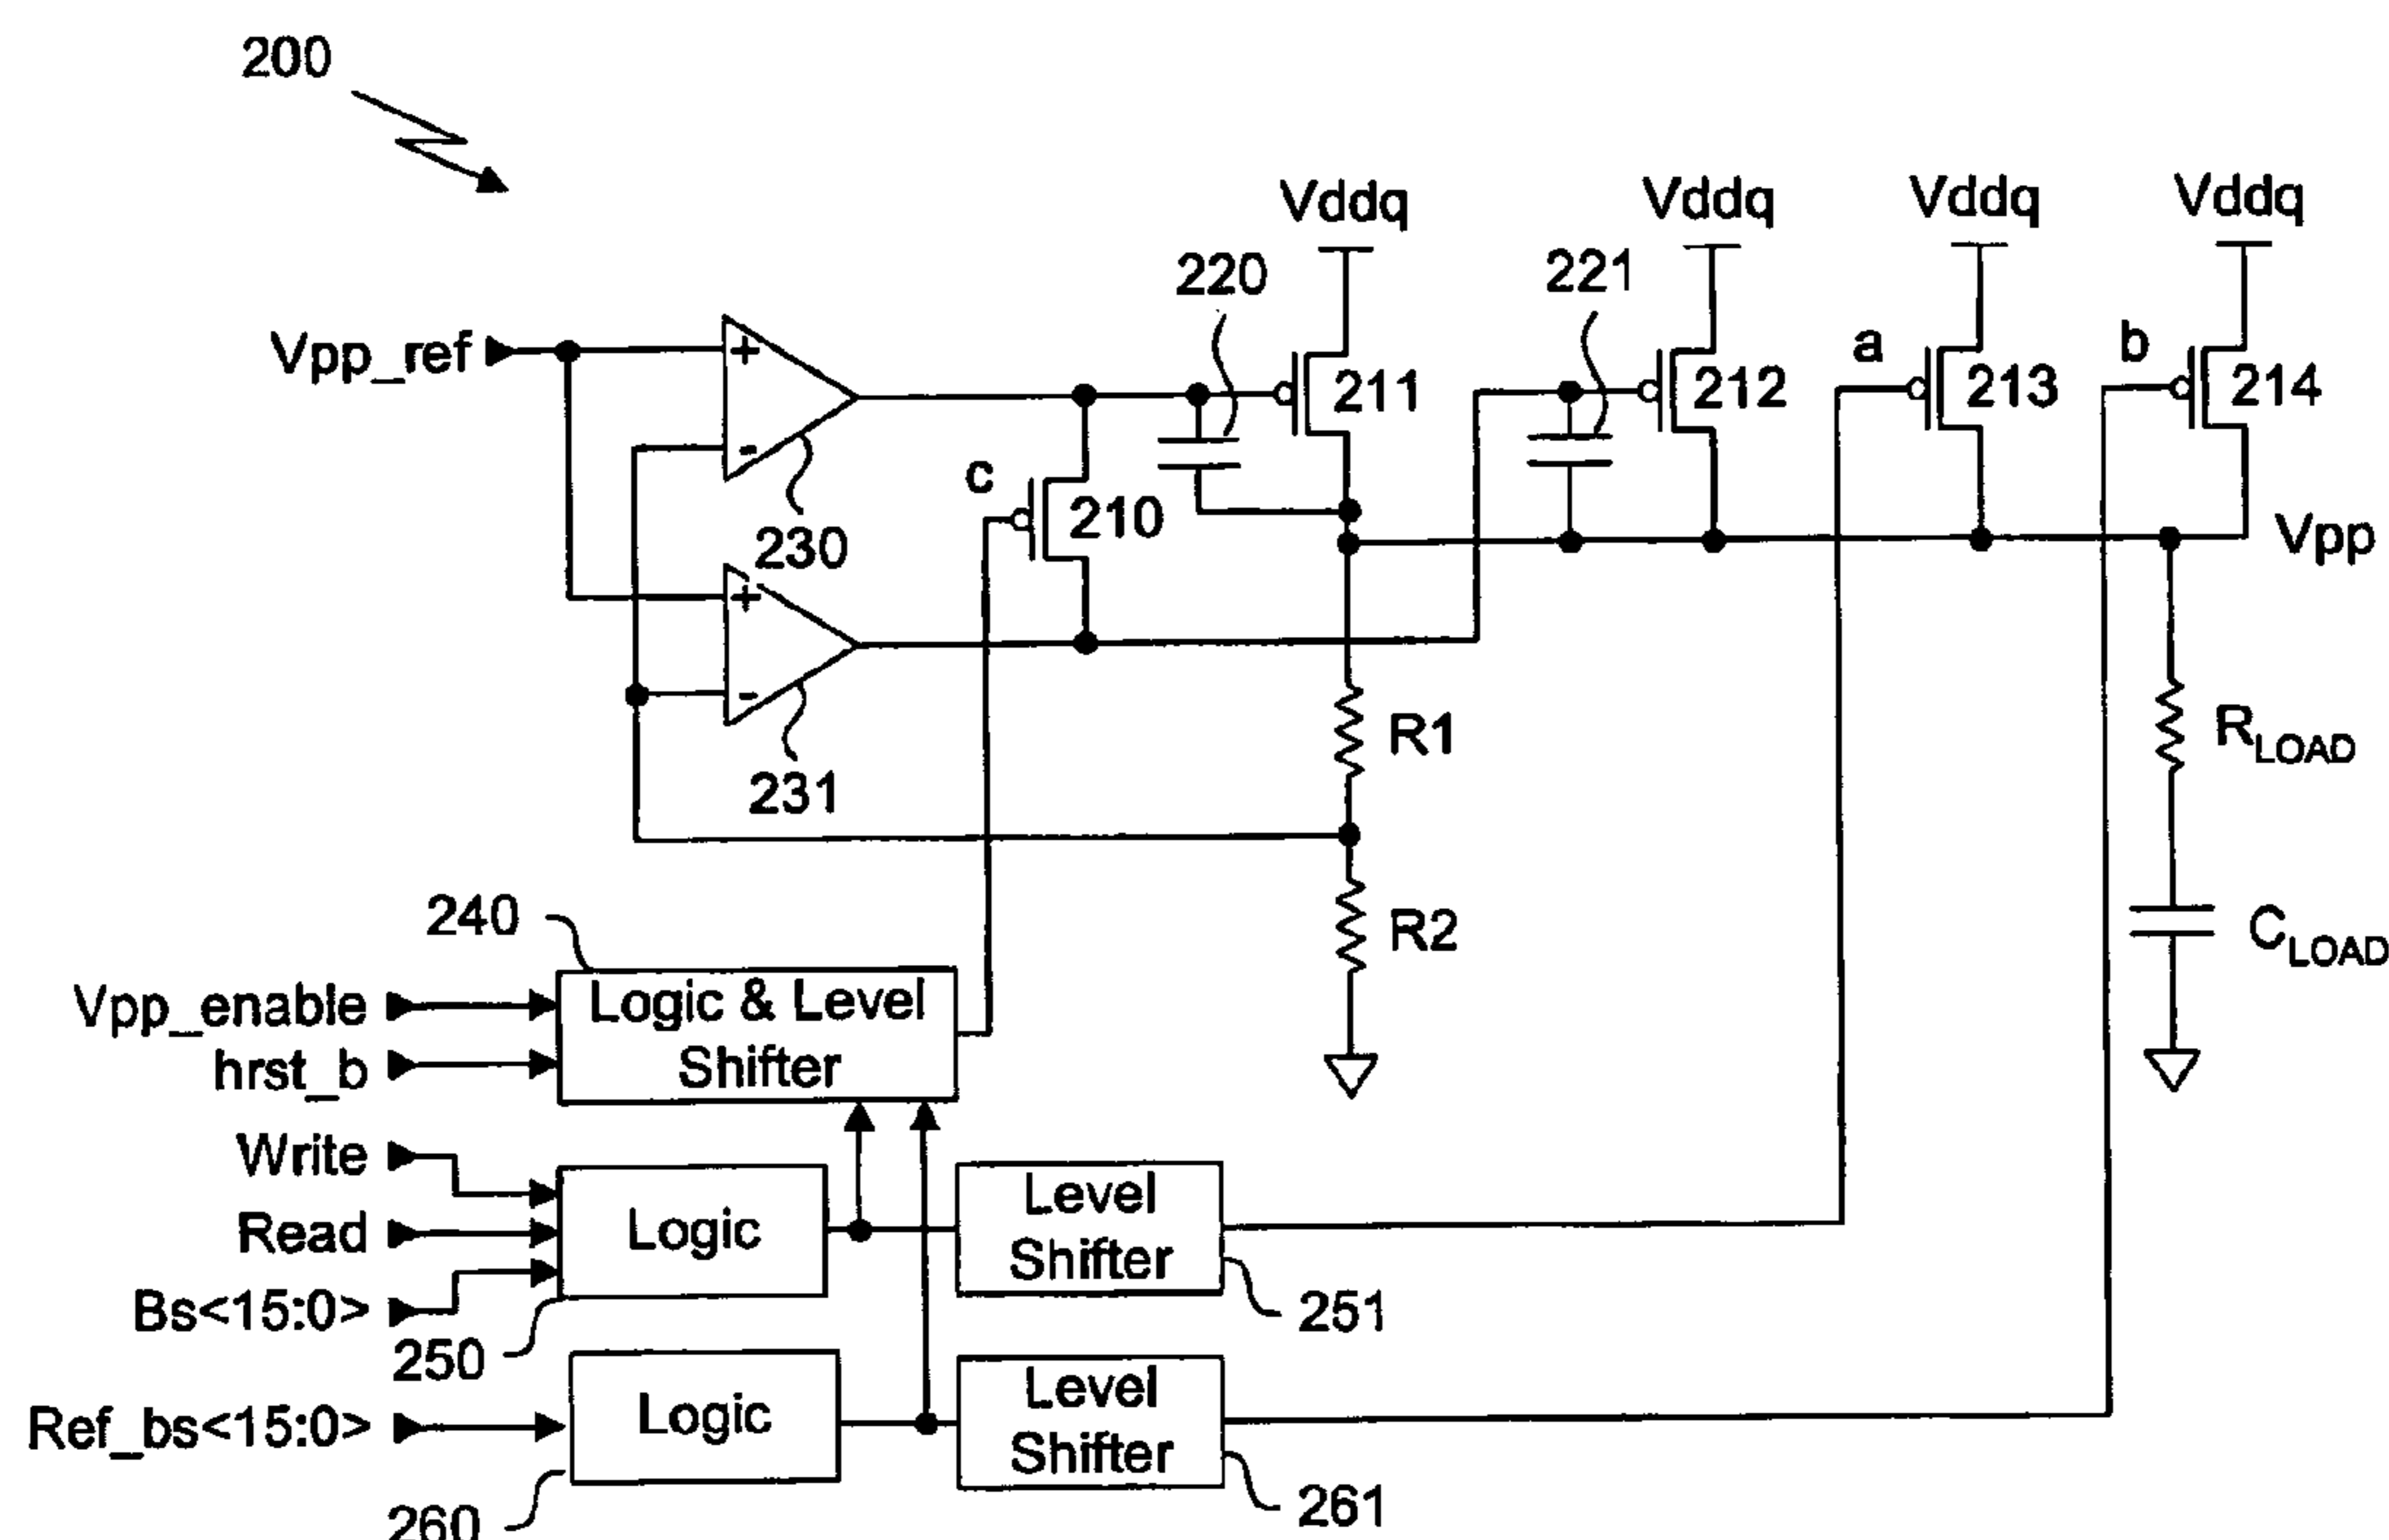 200
Vddq
Vddq
Vddq
Vddq
220
221
Vpp_ref
+
-
211
a
212
213
b
214
c
210
230
Vpp
+
-
231
R1
RLOAD
R2
CLOAD
240
Vpp_enable
hrst_b
Logic & Level
Shifter
Write
Read
Bs<15:0>
Logic
Level
Shifter
250
251
Ref_bs<15:0>
Logic
Level
Shifter
260
261